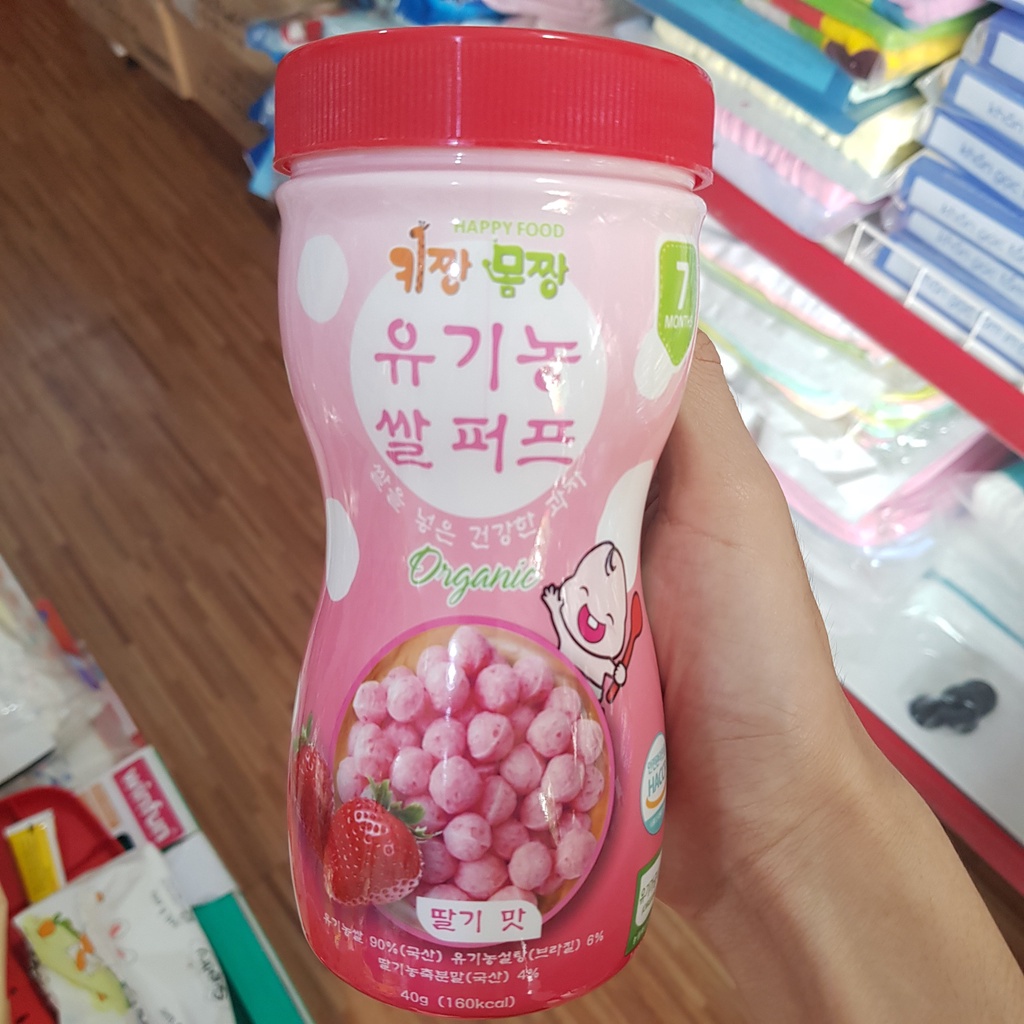 HAPPY FOOD
키짱 몸짱
7
MONTHS
유기농
쌀퍼프
쌀을 넣은 건강한 과자
Organic
딸기 맛
유기농쌀 90%(국산) 유기농설탕(브라질) 6%
딸기농축분말(국산) 4%
40g (160kcal)
winfun